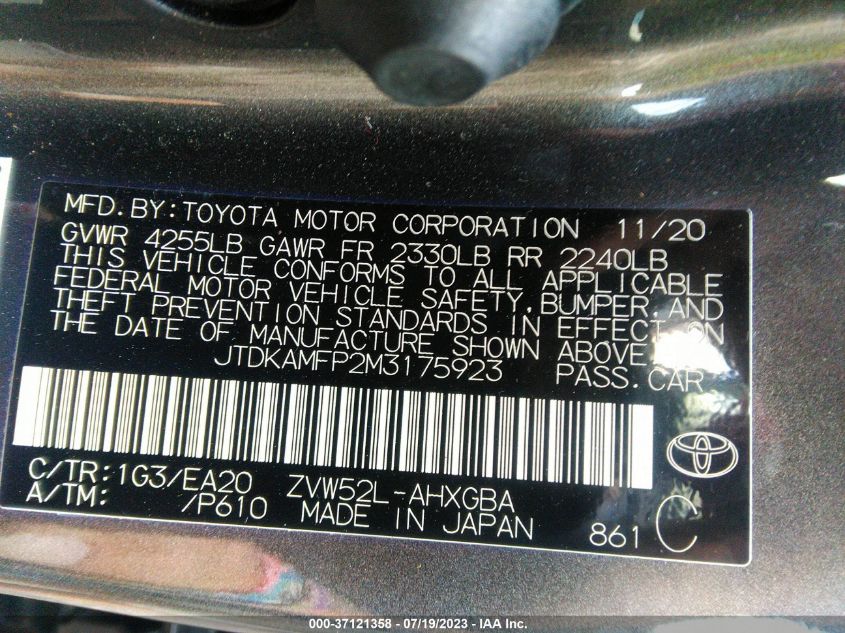 MFD.BY:TOYOTA MOTOR CORPORATION 11/20
GVWR 4255LB GAWR FR 2330LB RR 2240LB
THIS VEHICLE CONFORMS TO ALL APPLICABLE
FEDERAL MOTOR VEHICLE SAFETY,BUMPER,AND
THEFT PREVENTION STANDARDS IN EFFECT ON
THE DATE OF MANUFACTURE SHOWN ABOVE.
JTDKAMFP2M3175923 PASS.CAR
C/TR:1G3/EA20 ZVW52L-AHXGBA
A/TM: /P610 MADE IN JAPAN 861 C
000-37121358 - 07/19/2023 - IAA Inc.